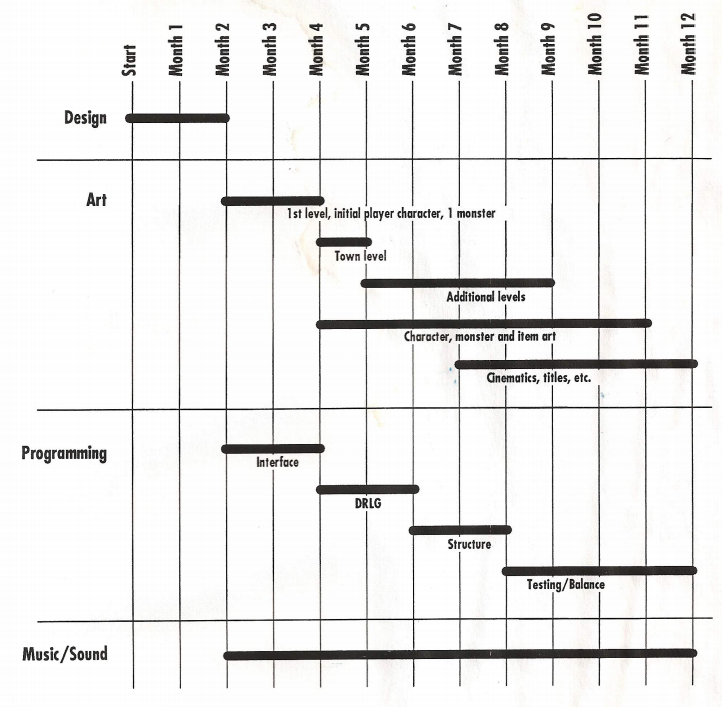 Start
Month 1
Month 2
Month 3
Month 4
Month 5
Month 6
Month 7
Month 8
Month 9
Month 10
Month 11
Month 12
Design
Art
1st level, initial player character, 1 monster
Town level
Additional levels
Character, monster and item art
Cinematics, titles, etc.
Programming
Interface
DRLG
Structure
Testing/Balance
Music/Sound